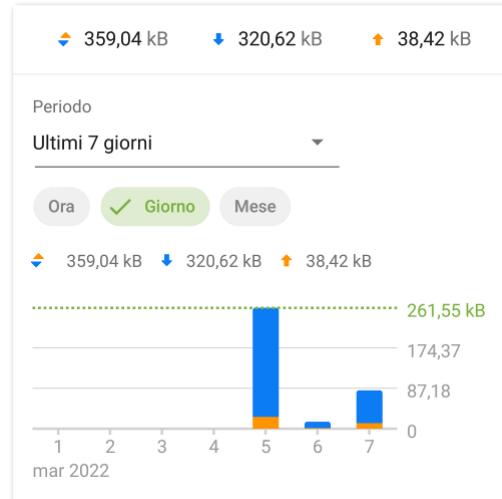 359,04 kB 320,62 kB 38,42 kB
Periodo
Ultimi 7 giorni
Ora Giorno Mese
359,04 kB 320,62 kB 38,42 kB
261,55 kB
174,37
87,18
0
1 2 3 4 5 6 7
mar 2022